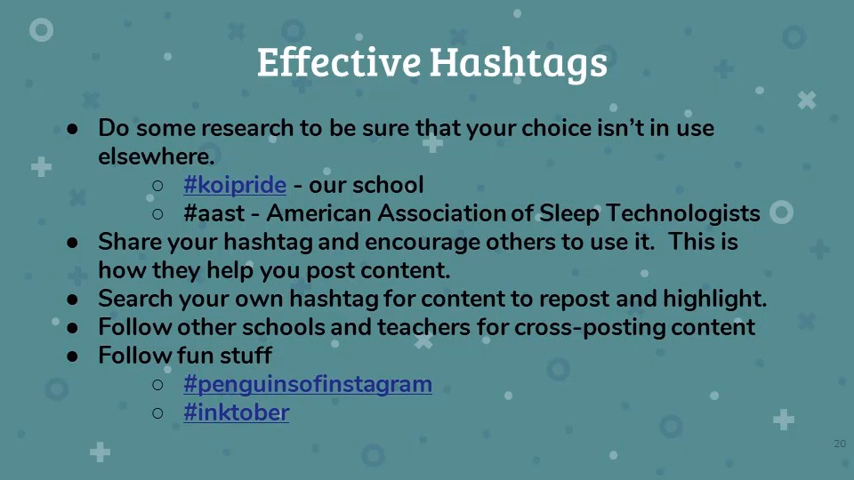 Effective Hashtags
● Do some research to be sure that your choice isn't in use
elsewhere.
○ #koipride - our school
○ #aast - American Association of Sleep Technologists
● Share your hashtag and encourage others to use it.  This is
how they help you post content.
● Search your own hashtag for content to repost and highlight.
● Follow other schools and teachers for cross-posting content
● Follow fun stuff
○ #penguinsofinstagram
○ #inktober
20